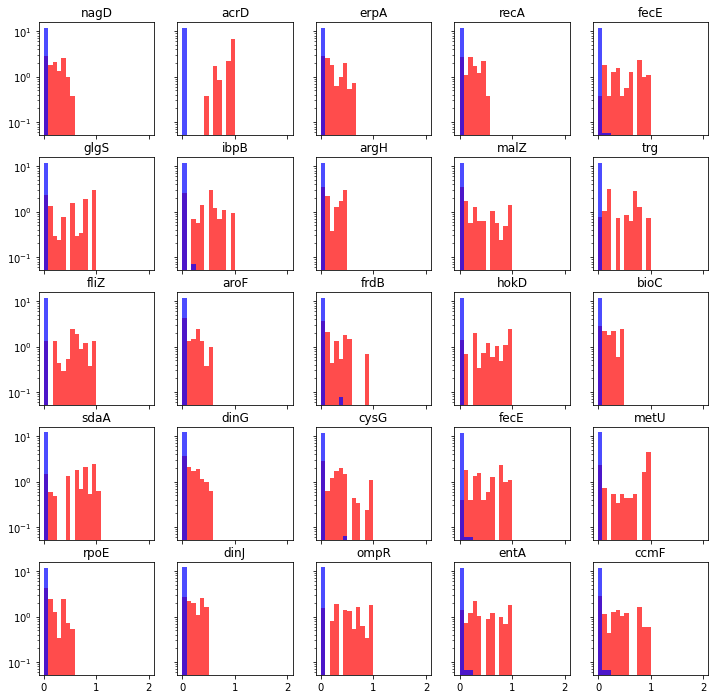 nagD acrD erpA recA fecE
10¹
10⁰
10⁻¹
glgS ibpB argH malZ trg
10¹
10⁰
10⁻¹
fliZ aroF frdB hokD bioC
10¹
10⁰
10⁻¹
sdaA dinG cysG fecE metU
10¹
10⁰
10⁻¹
rpoE dinJ ompR entA ccmF
10¹
10⁰
10⁻¹
0 1 2 0 1 2 0 1 2 0 1 2 0 1 2